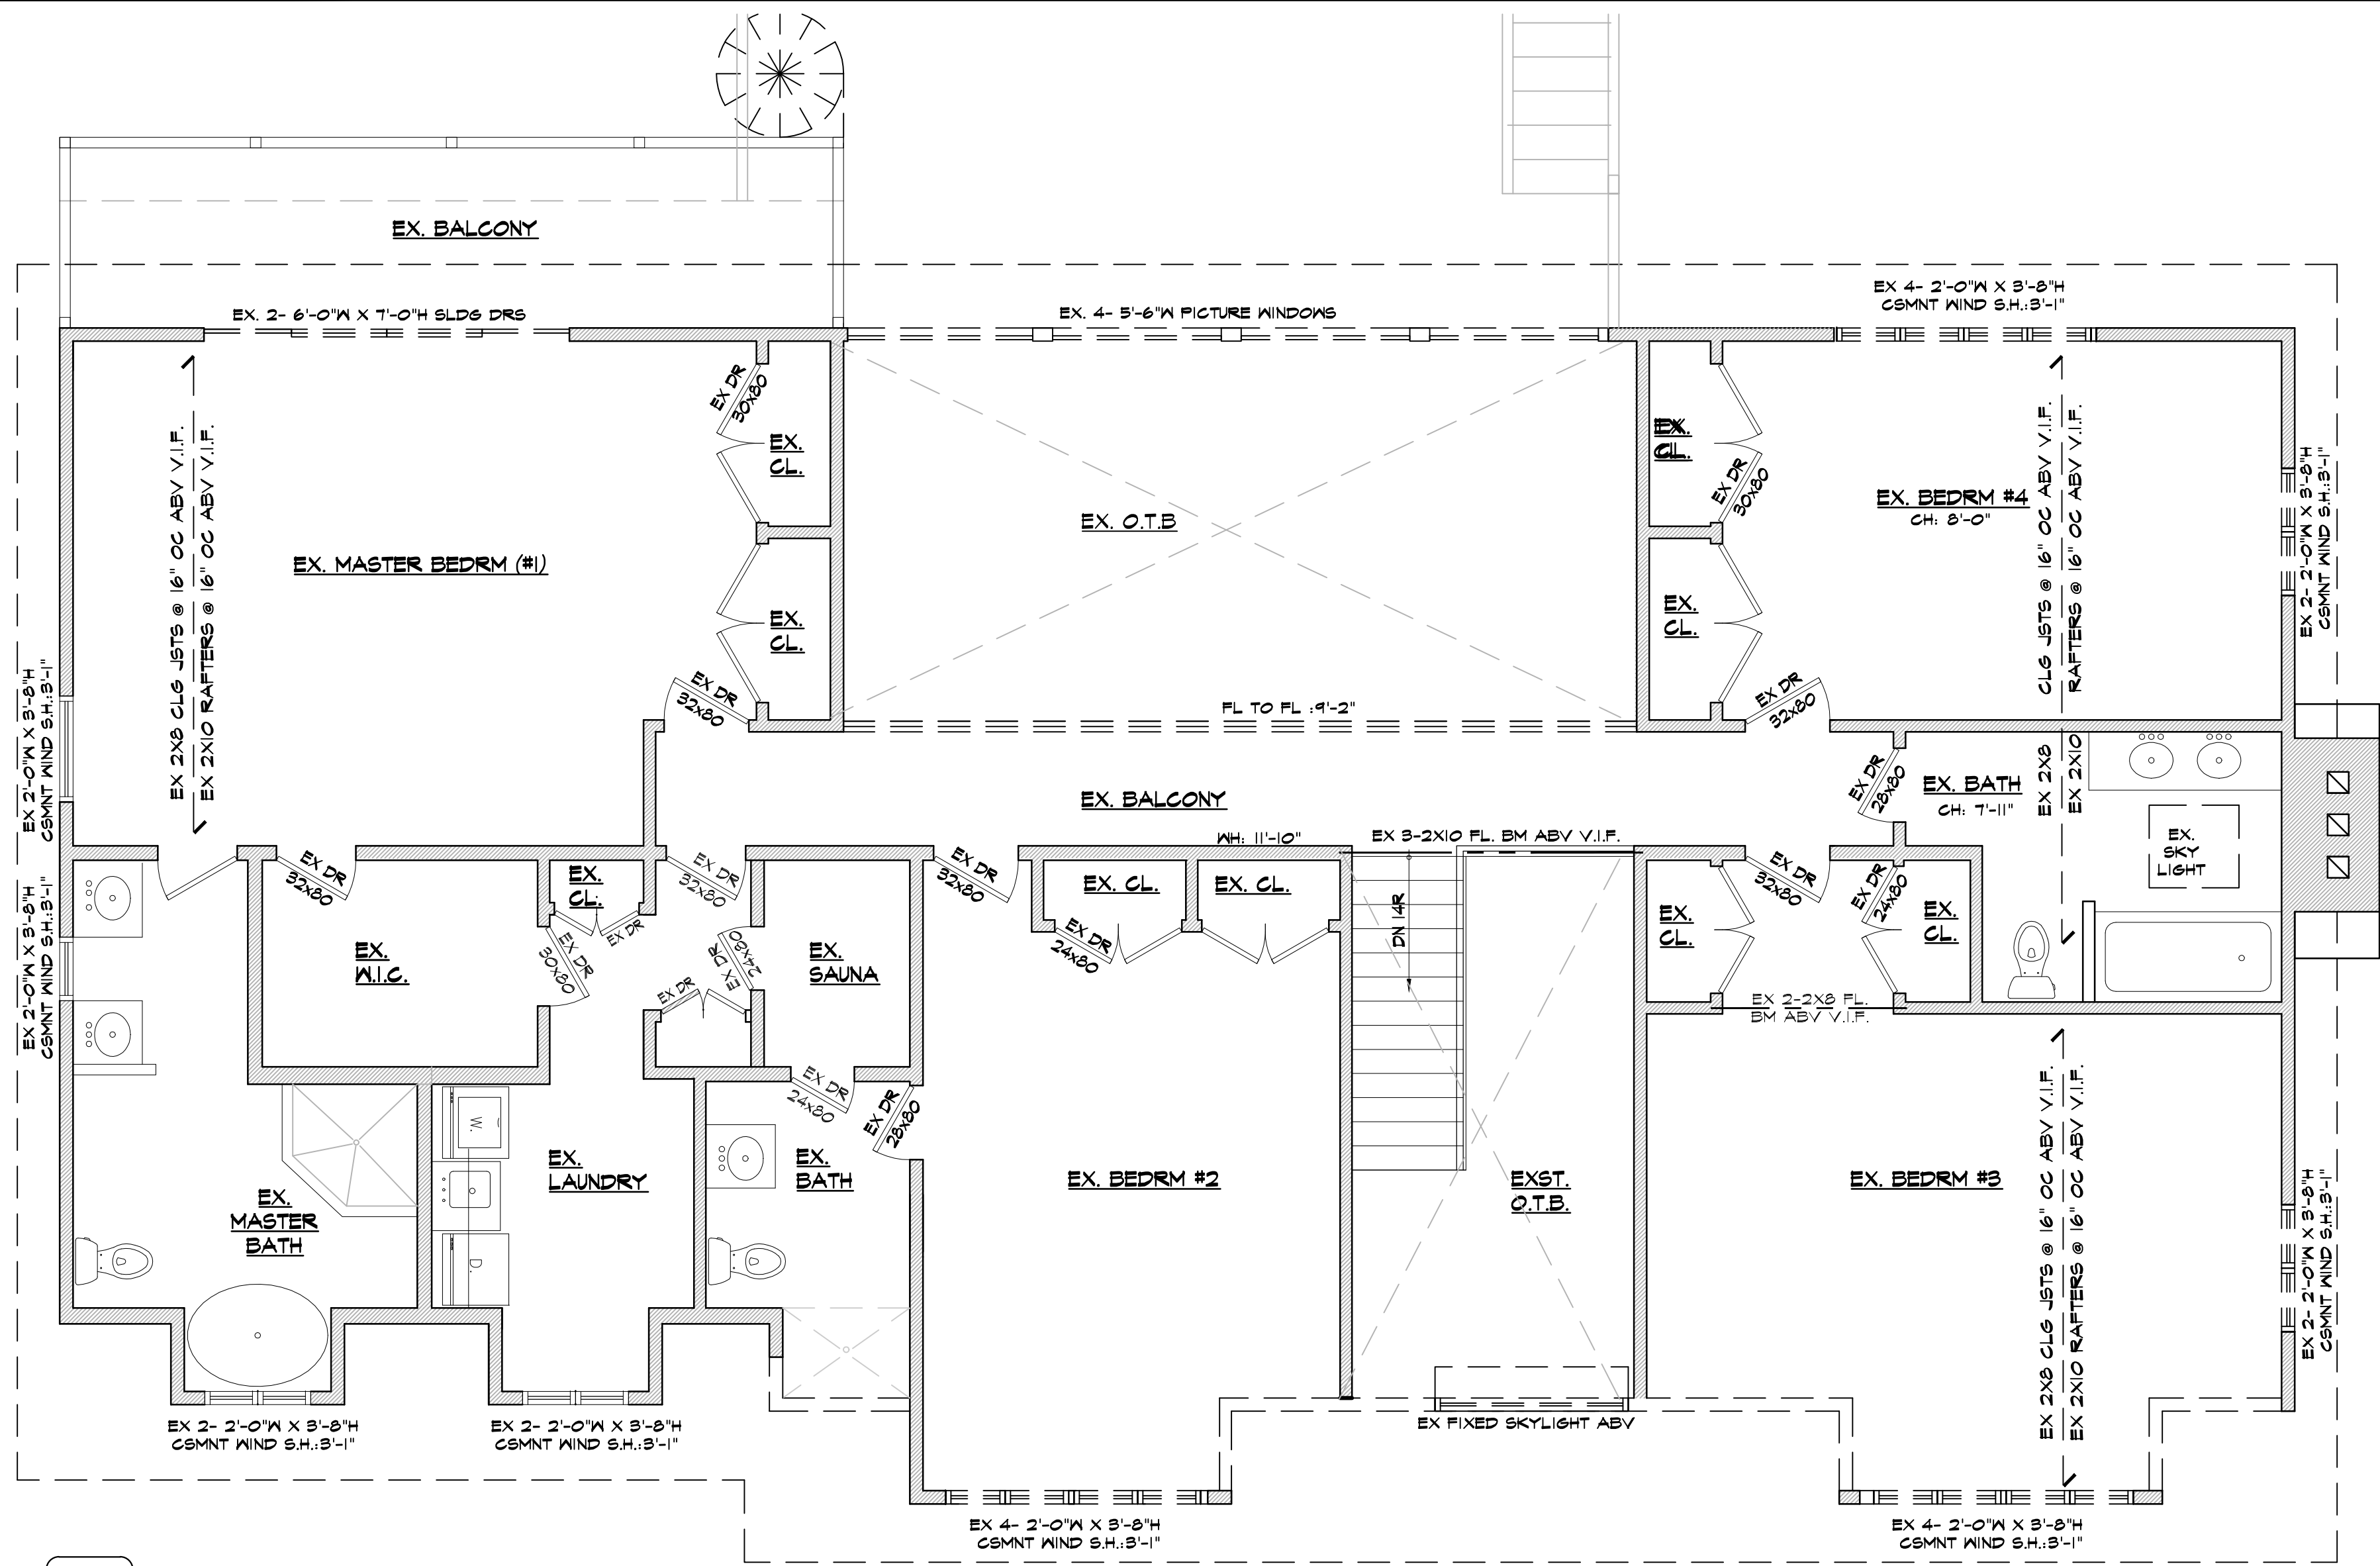 EX. BALCONY
EX. 2- 6'-0"W X 7'-0"H SLDG DRS
EX. 4- 5'-6"W PICTURE WINDOWS
EX 4- 2'-0"W X 3'-8"H
CSMNT WIND S.H.:3'-1"
EX DR
30x80
EX.
CL.
EX.
CL.
EX DR
32x80
EX. MASTER BEDRM (#1)
EX 2X8 CLG JSTS @ 16" OC ABV V.I.F.
EX 2X10 RAFTERS @ 16" OC ABV V.I.F.
EX 2'-0"W X 3'-8"H
CSMNT WIND S.H.:3'-1"
EX 2'-0"W X 3'-8"H
CSMNT WIND S.H.:3'-1"
EX. O.T.B
FL TO FL :9'-2"
EX.
CL.
EX DR
30x80
EX.
CL.
EX DR
32x80
EX. BEDRM #4
CH: 8'-0"
EX 2X8 CLG JSTS @ 16" OC ABV V.I.F.
EX 2X10 RAFTERS @ 16" OC ABV V.I.F.
EX 2- 2'-0"W X 3'-8"H
CSMNT WIND S.H.:3'-1"
EX. BALCONY
WH: 11'-10"
EX 3-2X10 FL. BM ABV V.I.F.
EX DR
28x80
EX. BATH
CH: 7'-11"
EX.
SKY
LIGHT
EX DR
32x80
EX.
W.I.C.
EX.
CL.
EX DR
EX DR
30x80
EX DR
32x80
EX DR
24x80
EX DR
EX.
SAUNA
EX DR
32x80
EX. CL.
EX. CL.
EX DR
24x80
DN 14R
EX.
CL.
EX DR
32x80
EX DR
24x80
EX.
CL.
EX 2-2X8 FL.
BM ABV V.I.F.
EX DR
24x80
EX DR
28x80
W.
D.
EX.
MASTER
BATH
EX.
LAUNDRY
EX.
BATH
EX. BEDRM #2
EXST.
O.T.B.
EX. BEDRM #3
EX 2X8 CLG JSTS @ 16" OC ABV V.I.F.
EX 2X10 RAFTERS @ 16" OC ABV V.I.F.
EX 2- 2'-0"W X 3'-8"H
CSMNT WIND S.H.:3'-1"
EX 2- 2'-0"W X 3'-8"H
CSMNT WIND S.H.:3'-1"
EX 2- 2'-0"W X 3'-8"H
CSMNT WIND S.H.:3'-1"
EX FIXED SKYLIGHT ABV
EX 4- 2'-0"W X 3'-8"H
CSMNT WIND S.H.:3'-1"
EX 4- 2'-0"W X 3'-8"H
CSMNT WIND S.H.:3'-1"